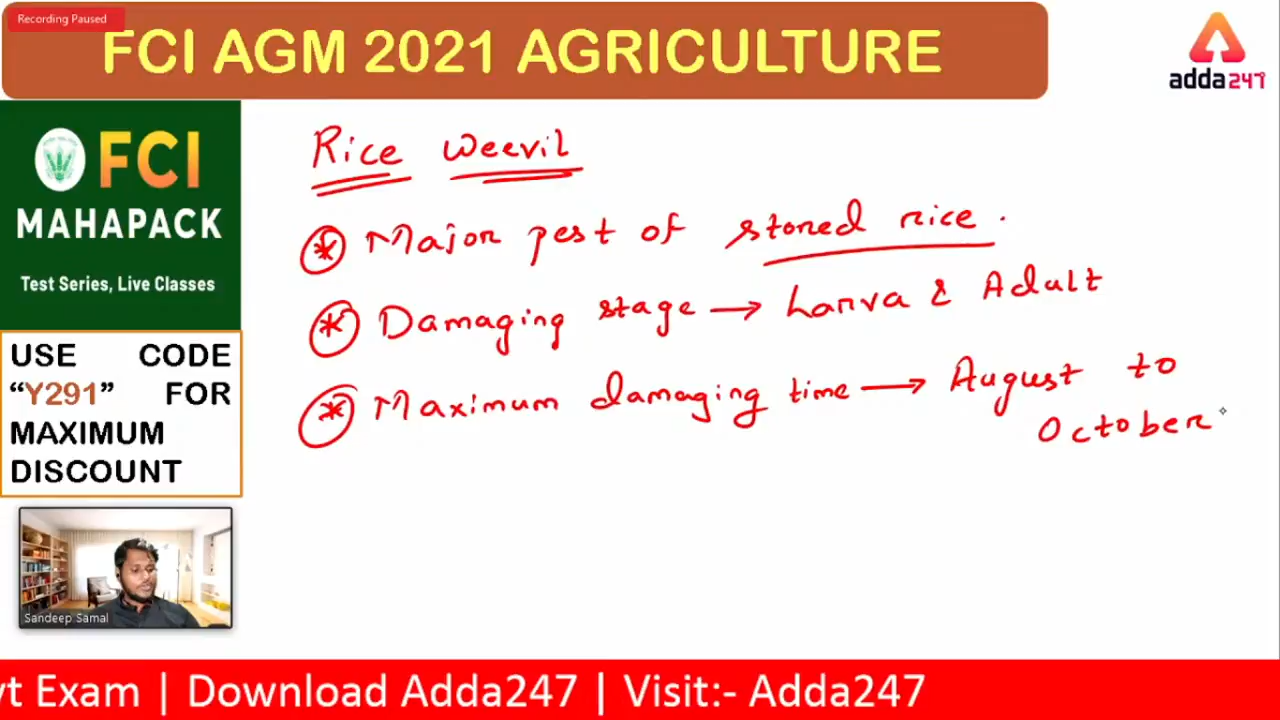 Recording Paused
FCI AGM 2021 AGRICULTURE
adda247
FCI
MAHAPACK
Test Series, Live Classes
USE CODE
“Y291” FOR
MAXIMUM
DISCOUNT
Sandeep Samal
Rice Weevil
* Major pest of stored rice.
* Damaging stage → Larva & Adult
* Maximum damaging time → August to
October
vt Exam | Download Adda247 | Visit:- Adda247